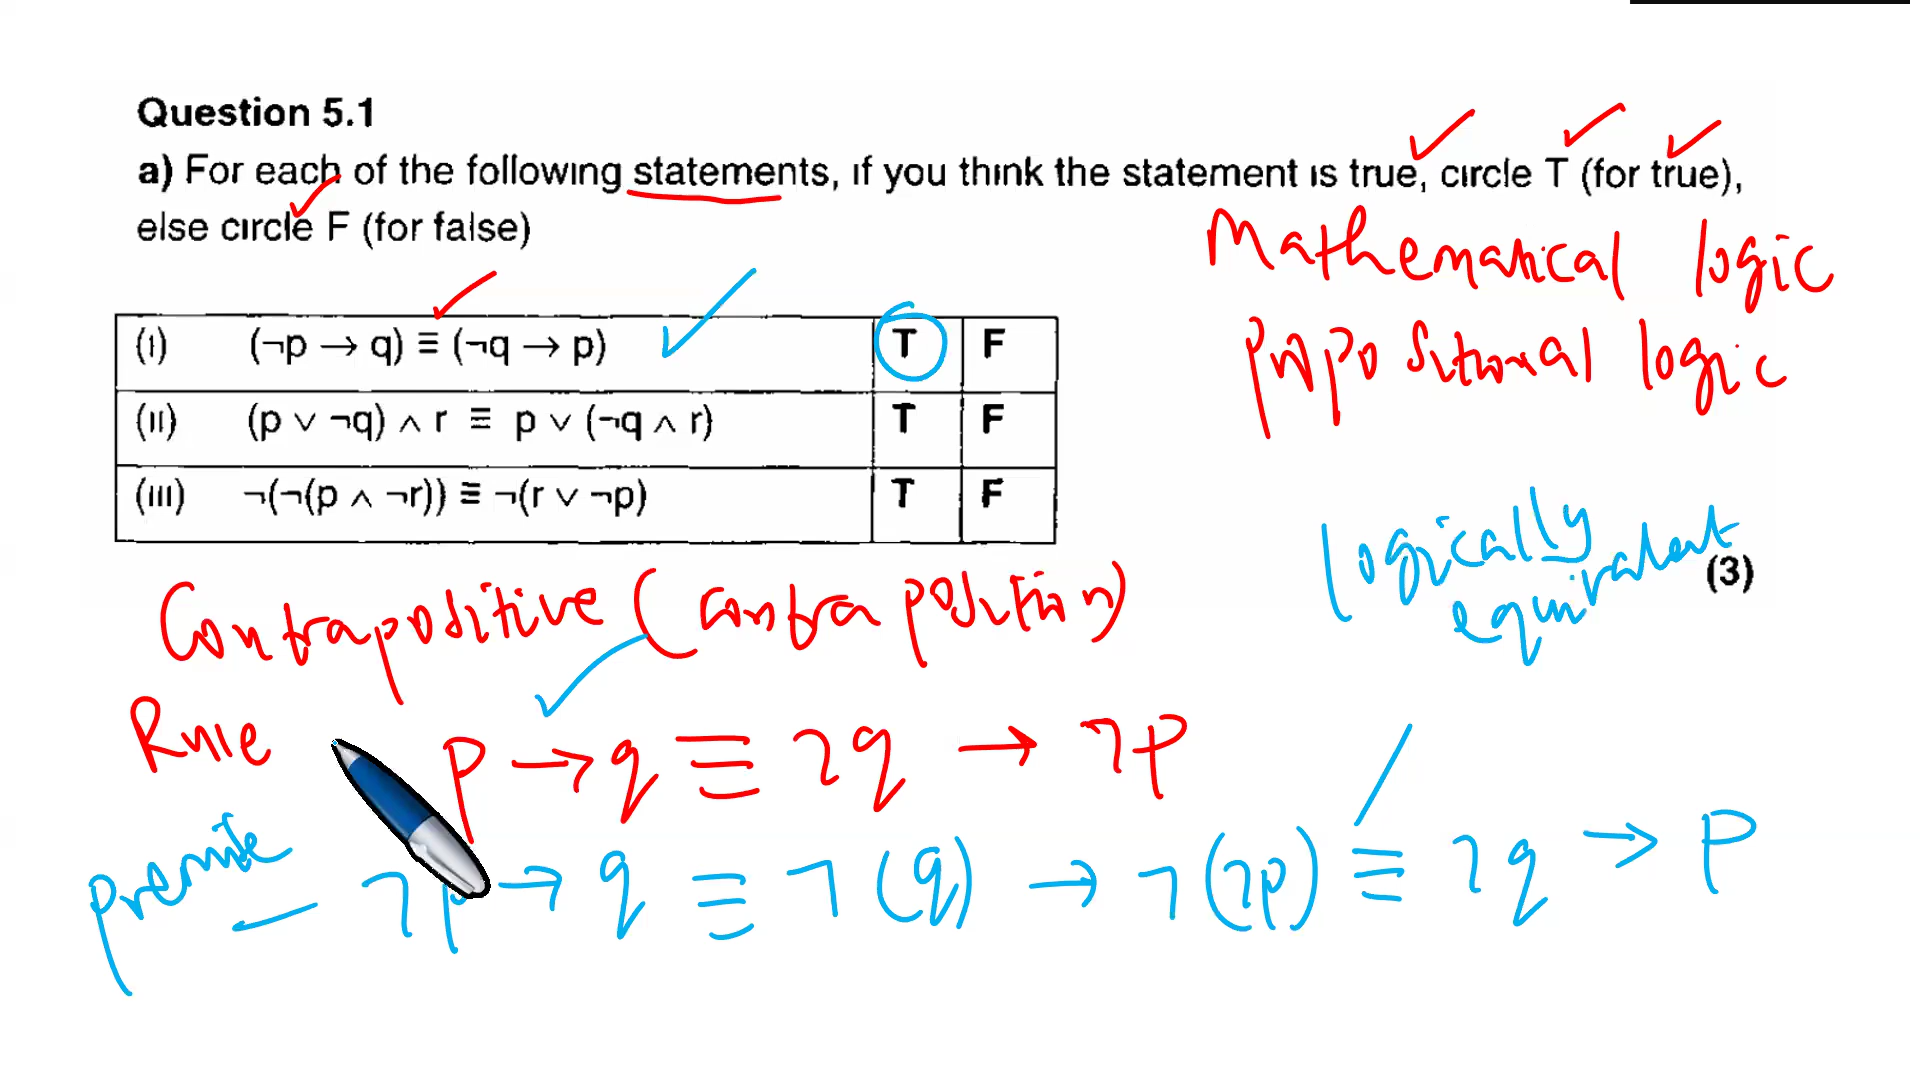 Question 5.1
a) For each of the following statements, if you think the statement is true, circle T (for true),
else circle F (for false)
Mathematical logic
propositional logic
(i) (¬p → q) ≡ (¬q → p) T F
(ii) (p ∨ ¬q) ∧ r ≡ p ∨ (¬q ∧ r) T F
(iii) ¬(¬(p ∧ ¬r)) ≡ ¬(r ∨ ¬p) T F
logically
equivalent
(3)
Contrapositive (contraposition)
Rule p → q ≡ ¬q → ¬p
premise ¬p → q ≡ ¬(q) → ¬(¬p) ≡ ¬q → p